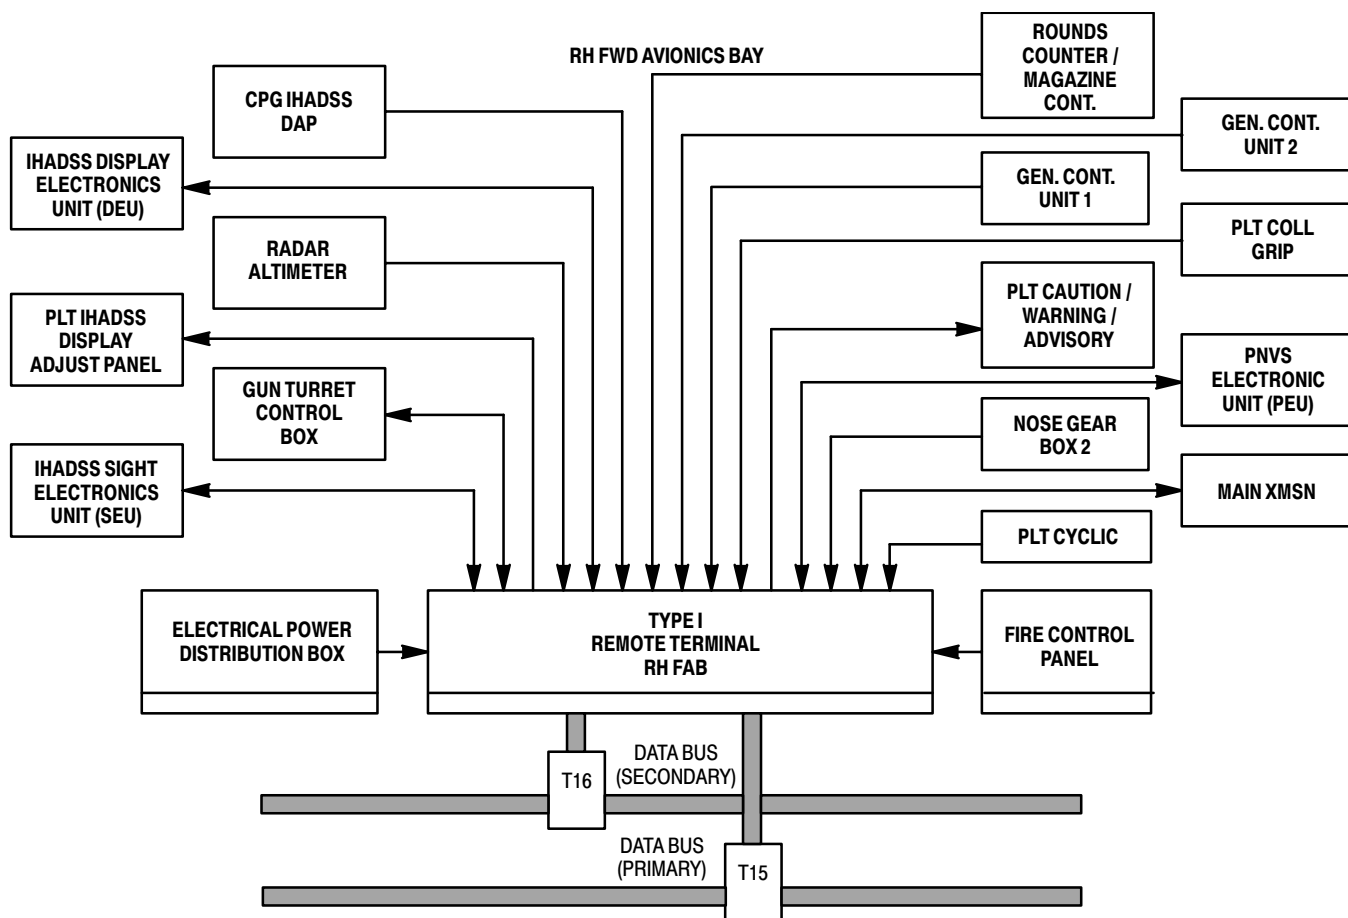 RH FWD AVIONICS BAY
ROUNDS
COUNTER /
MAGAZINE
CONT.
CPG IHADSS
DAP
GEN. CONT.
UNIT 2
IHADSS DISPLAY
ELECTRONICS
UNIT (DEU)
GEN. CONT.
UNIT 1
RADAR
ALTIMETER
PLT COLL
GRIP
PLT CAUTION /
WARNING /
ADVISORY
PLT IHADSS
DISPLAY
ADJUST PANEL
PNVS
ELECTRONIC
UNIT (PEU)
GUN TURRET
CONTROL
BOX
NOSE GEAR
BOX 2
IHADSS SIGHT
ELECTRONICS
UNIT (SEU)
MAIN XMSN
PLT CYCLIC
ELECTRICAL POWER
DISTRIBUTION BOX
TYPE I
REMOTE TERMINAL
RH FAB
FIRE CONTROL
PANEL
DATA BUS
(SECONDARY)
T16
DATA BUS
(PRIMARY)
T15